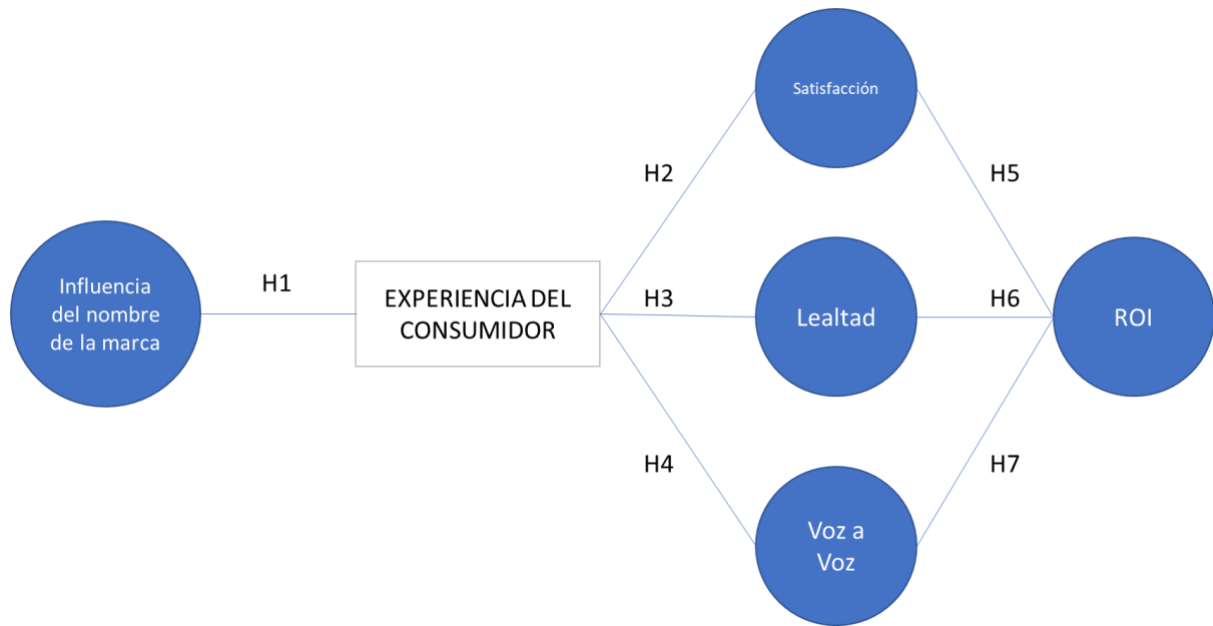 Influencia
del nombre
de la marca
H1
EXPERIENCIA DEL
CONSUMIDOR
H2
H3
H4
Satisfacción
Lealtad
Voz a
Voz
H5
H6
H7
ROI